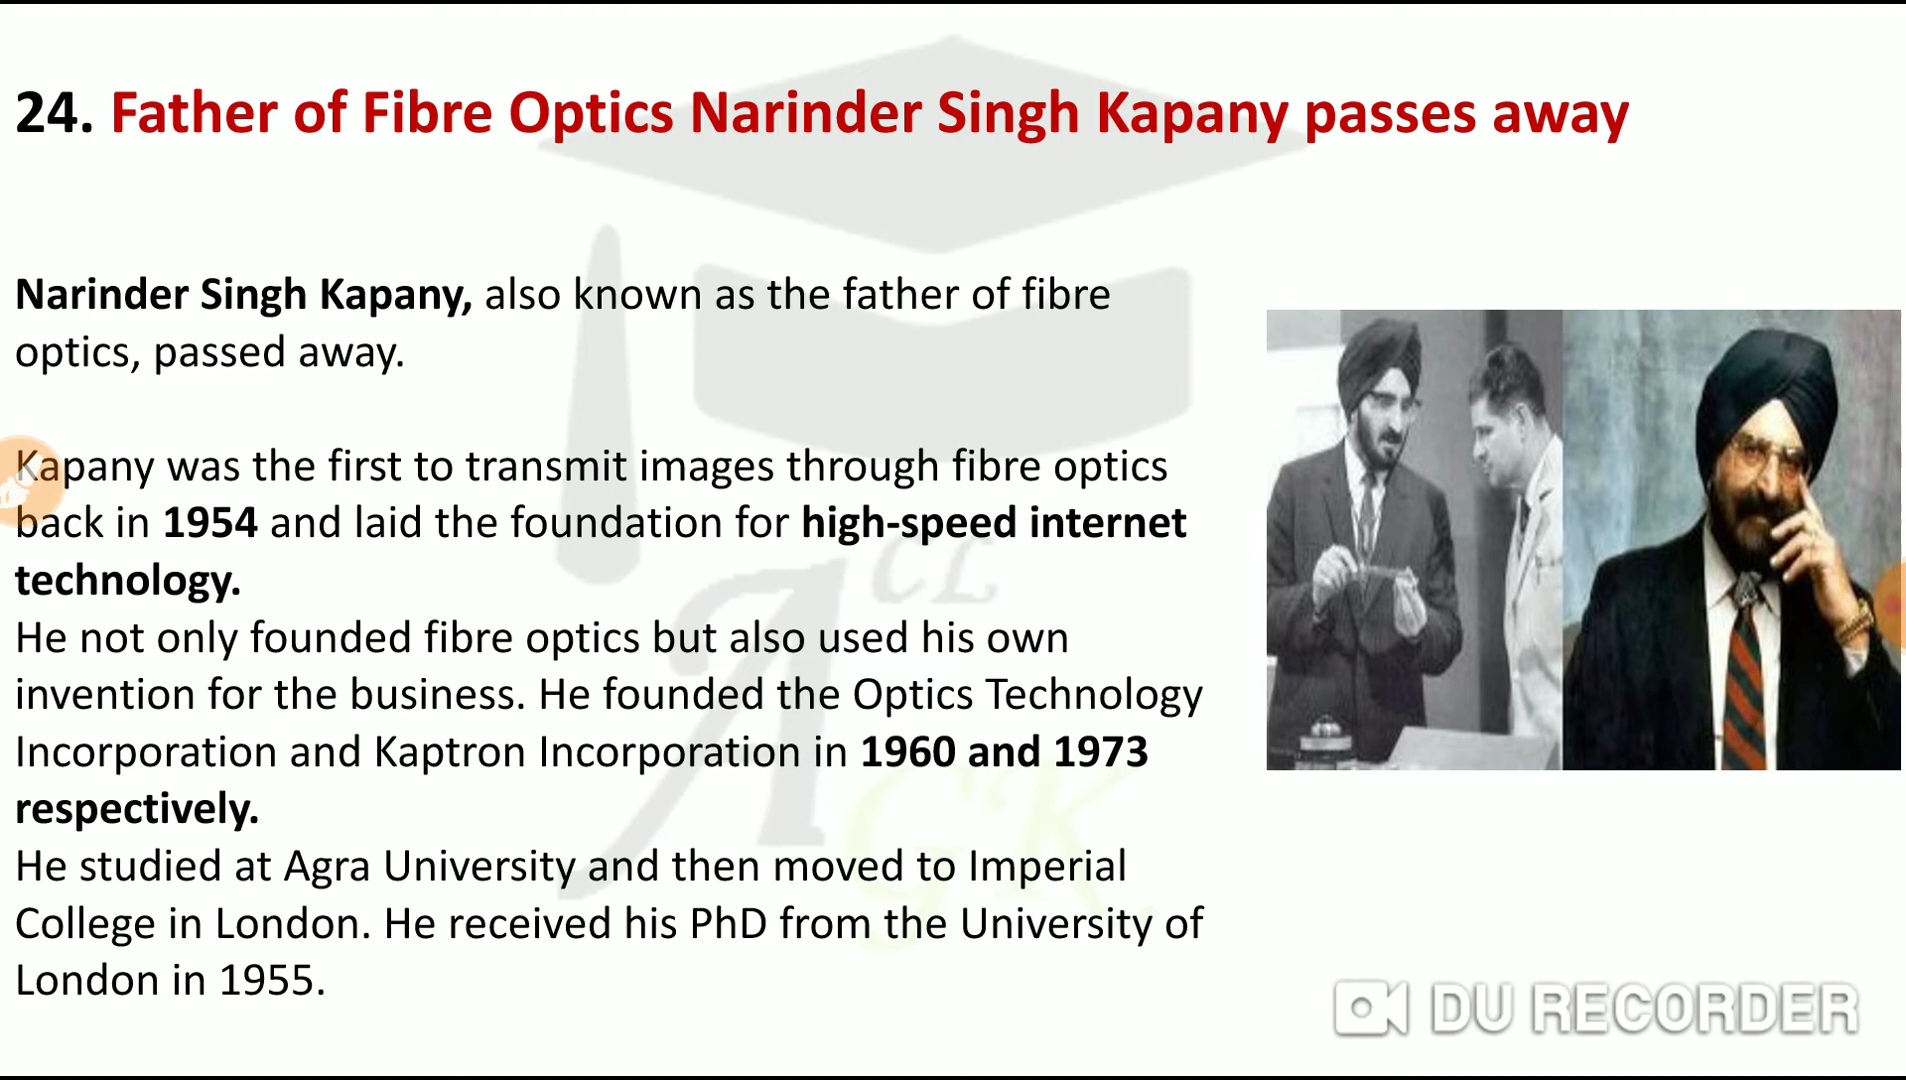 24. Father of Fibre Optics Narinder Singh Kapany passes away
Narinder Singh Kapany, also known as the father of fibre
optics, passed away.
Kapany was the first to transmit images through fibre optics
back in 1954 and laid the foundation for high-speed internet
technology.
He not only founded fibre optics but also used his own
invention for the business. He founded the Optics Technology
Incorporation and Kaptron Incorporation in 1960 and 1973
respectively.
He studied at Agra University and then moved to Imperial
College in London. He received his PhD from the University of
London in 1955.
ACL
GK
DU RECORDER